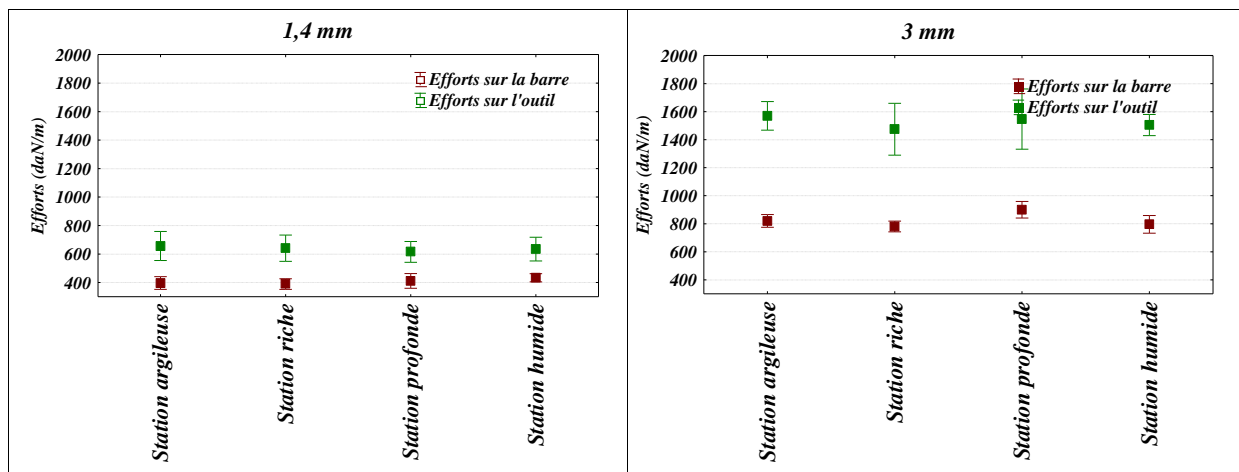 1,4 mm
Efforts (daN/m)
2000
1800
1600
1400
1200
1000
800
600
400
Efforts sur la barre
Efforts sur l'outil
Station argileuse
Station riche
Station profonde
Station humide
3 mm
Efforts (daN/m)
2000
1800
1600
1400
1200
1000
800
600
400
Efforts sur la barre
Efforts sur l'outil
Station argileuse
Station riche
Station profonde
Station humide